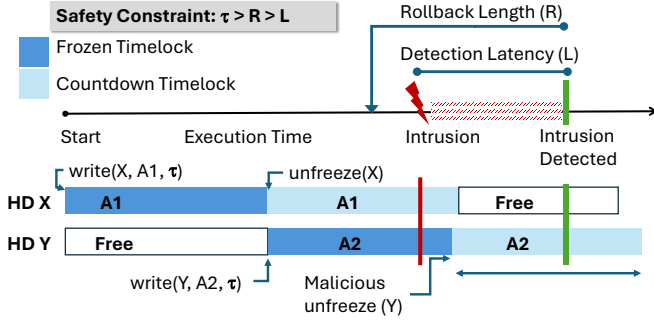 Safety Constraint: τ > R > L
Rollback Length (R)
Frozen Timelock
Detection Latency (L)
Countdown Timelock
Start
Execution Time
Intrusion
Intrusion
Detected
write(X, A1, τ)
unfreeze(X)
HD X
A1
A1
Free
HD Y
Free
A2
A2
write(Y, A2, τ)
Malicious
unfreeze (Y)